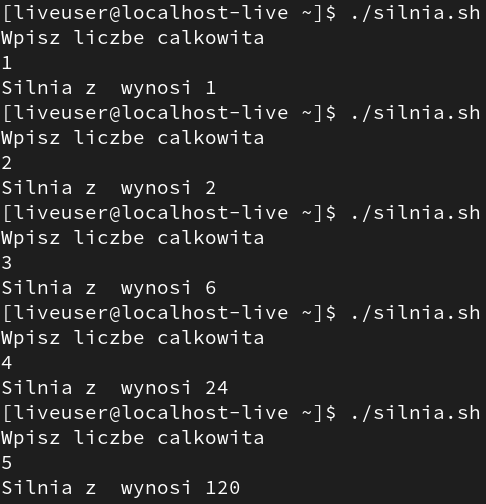 [liveuser@localhost-live ~]$ ./silnia.sh
Wpisz liczbe calkowita
1
Silnia z  wynosi 1
[liveuser@localhost-live ~]$ ./silnia.sh
Wpisz liczbe calkowita
2
Silnia z  wynosi 2
[liveuser@localhost-live ~]$ ./silnia.sh
Wpisz liczbe calkowita
3
Silnia z  wynosi 6
[liveuser@localhost-live ~]$ ./silnia.sh
Wpisz liczbe calkowita
4
Silnia z  wynosi 24
[liveuser@localhost-live ~]$ ./silnia.sh
Wpisz liczbe calkowita
5
Silnia z  wynosi 120